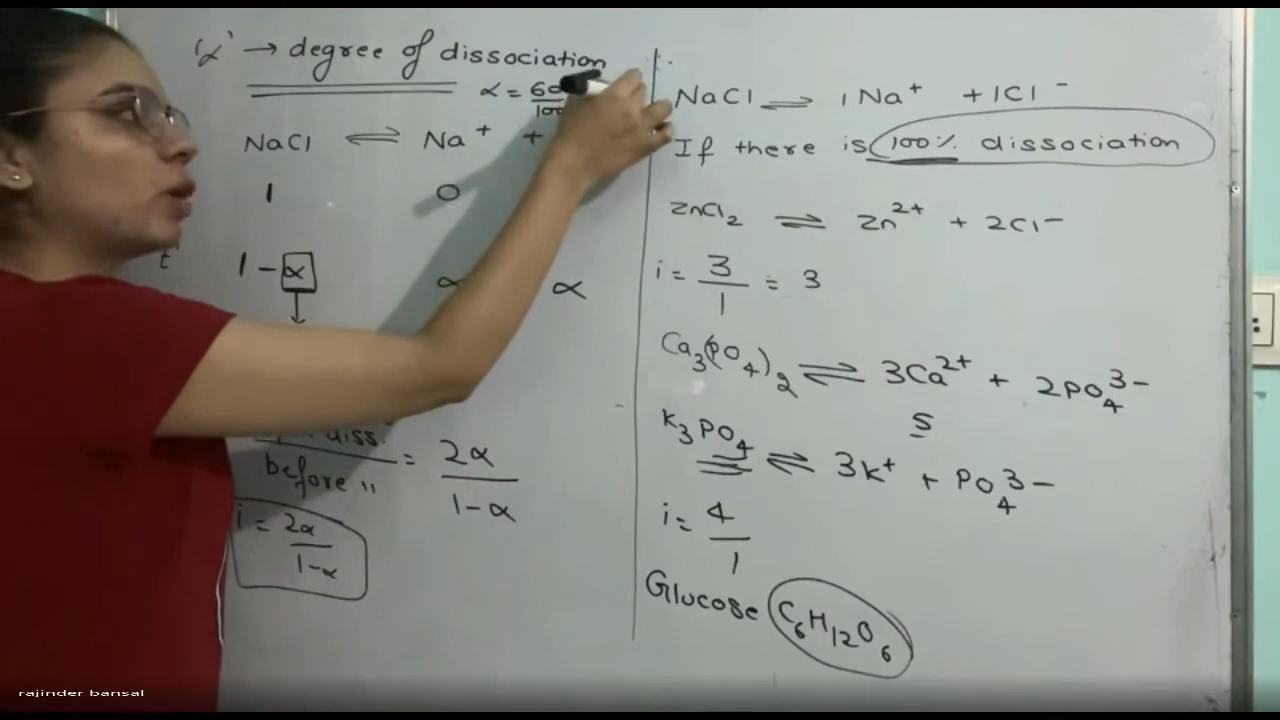 'α' → degree of dissociation
α = 60/100
NaCl ⇌ Na⁺ +
1 0
t'
1 - α α α
diss.
before " = 2α/1-α
i = 2α/1-α
NaCl ⇌ 1Na⁺ + 1Cl⁻
If there is 100% dissociation
ZnCl₂ ⇌ Zn²⁺ + 2Cl⁻
i = 3/1 = 3
Ca₃(PO₄)₂ ⇌ 3Ca²⁺ + 2PO₄³⁻
5
K₃PO₄ ⇌ 3K⁺ + PO₄³⁻
i = 4/1
Glucose C₆H₁₂O₆
rajinder bansal